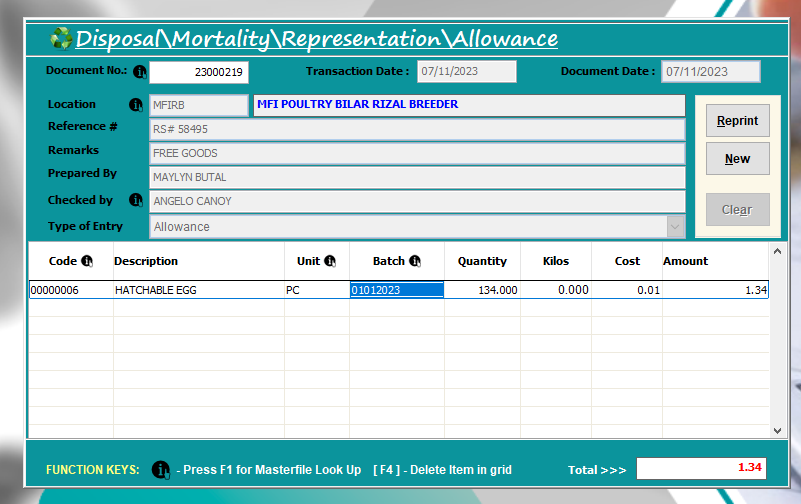 Disposal\Mortality\Representation\Allowance
Document No.: 23000219 Transaction Date : 07/11/2023 Document Date : 07/11/2023
Location MFIRB MFI POULTRY BILAR RIZAL BREEDER
Reference # RS# 58495
Remarks FREE GOODS
Prepared By MAYLYN BUTAL
Checked by ANGELO CANOY
Type of Entry Allowance
Reprint
New
Clear
Code Description Unit Batch Quantity Kilos Cost Amount
00000006 HATCHABLE EGG PC 01012023 134.000 0.000 0.01 1.34
FUNCTION KEYS: - Press F1 for Masterfile Look Up [ F4 ] - Delete Item in grid Total >>> 1.34